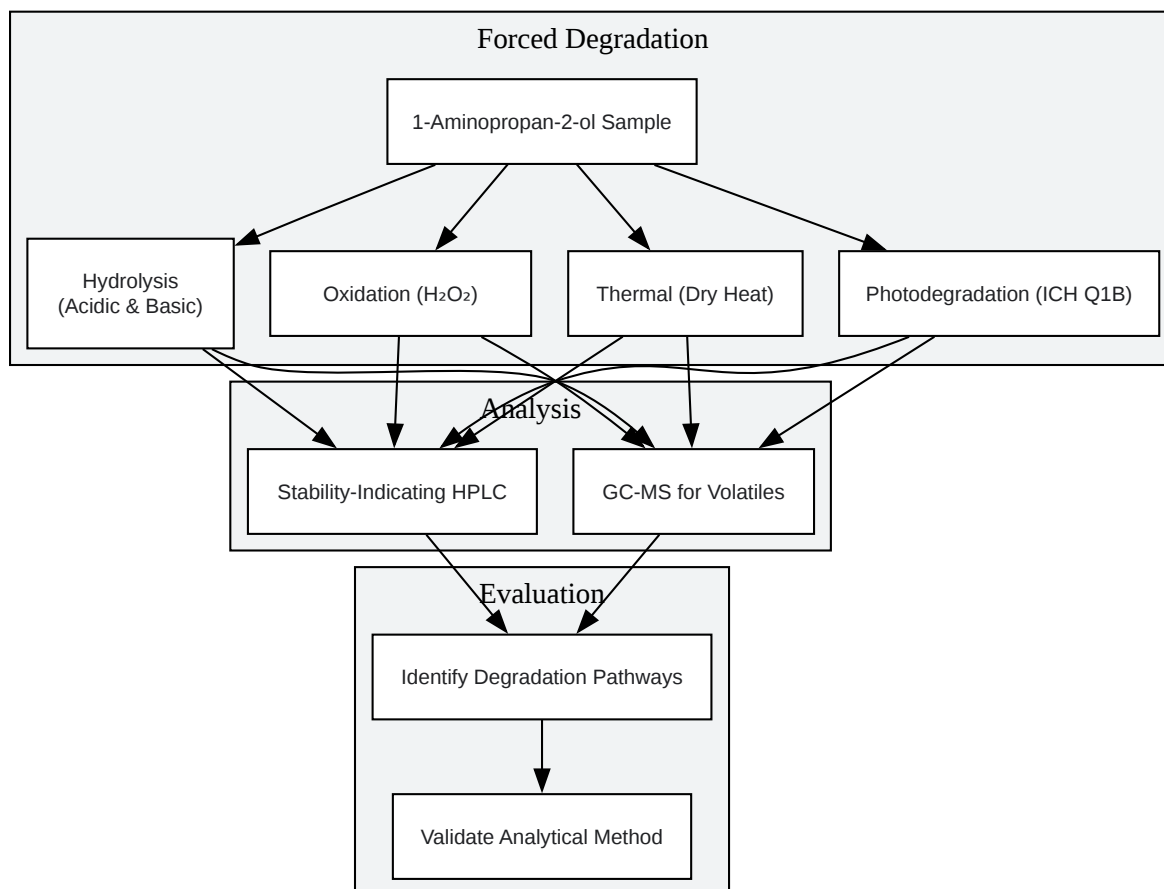 Forced Degradation
1-Aminopropan-2-ol Sample
Hydrolysis
(Acidic & Basic)
Oxidation (H₂O₂)
Thermal (Dry Heat)
Photodegradation (ICH Q1B)
Analysis
Stability-Indicating HPLC
GC-MS for Volatiles
Evaluation
Identify Degradation Pathways
Validate Analytical Method